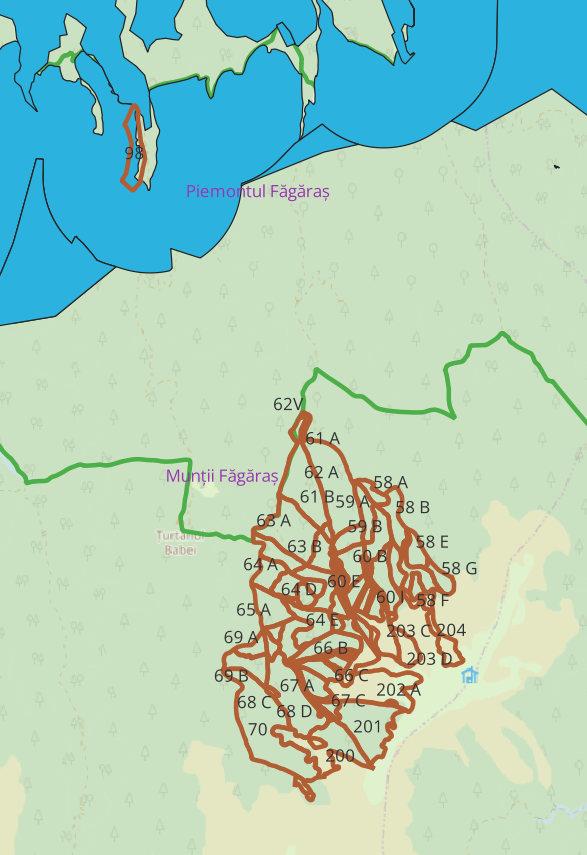 98
Piemontul Făgăraș
62V
61 A
62 A
Munții Făgăraș
58 A
61 B
59 A
58 B
63 A
59 B
Turtanul
Babei
58 E
63 B
60 B
64 A
58 G
60 E
64 D
60 I
58 F
65 A
64 E
203 C
204
69 A
66 B
203 D
69 B
66 C
67 A
202 A
68 C
67 C
68 D
70
201
200